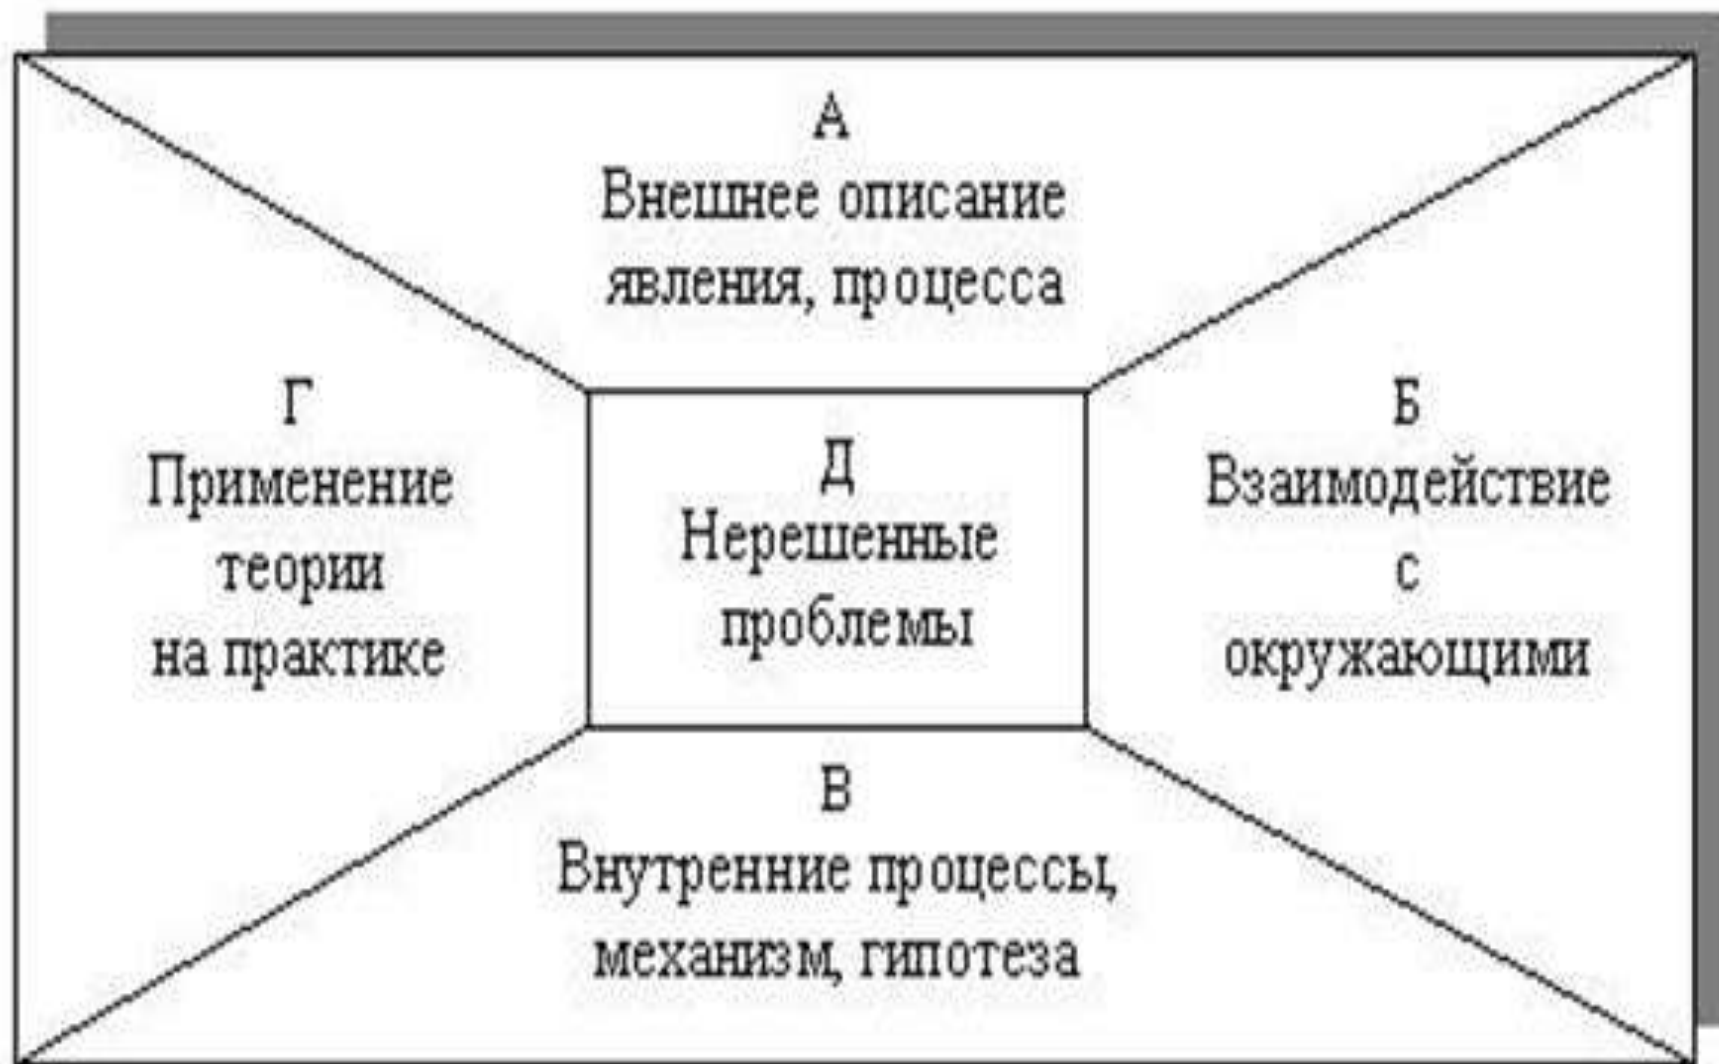 А
Внешнее описание
явления, процесса
Г
Применение
теории
на практике
Д
Нерешенные
проблемы
Б
Взаимодействие
с
окружающими
В
Внутренние процессы,
механизм, гипотеза